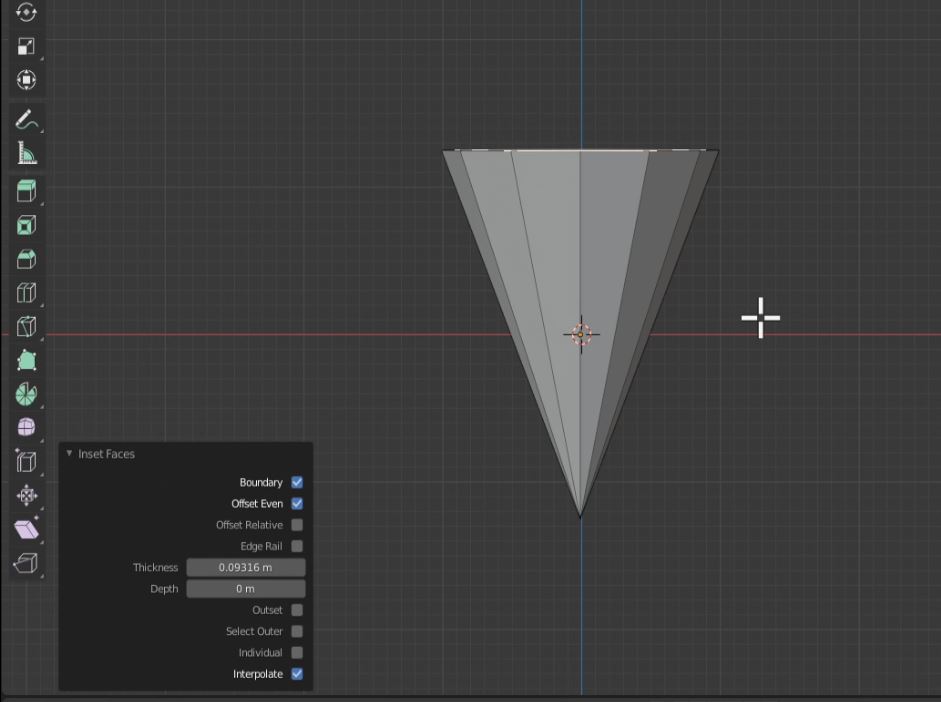 Inset Faces
Boundary
Offset Even
Offset Relative
Edge Rail
Thickness 0.09316 m
Depth 0 m
Outset
Select Outer
Individual
Interpolate